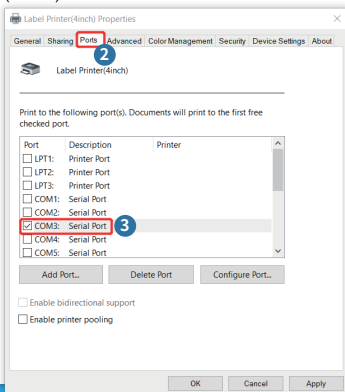 Label Printer(4inch) Properties
General Sharing Ports Advanced Color Management Security Device Settings About
2
Label Printer(4inch)
Print to the following port(s). Documents will print to the first free
checked port.
Port Description Printer
LPT1: Printer Port
LPT2: Printer Port
LPT3: Printer Port
COM1: Serial Port
COM2: Serial Port
COM3: Serial Port 3
COM4: Serial Port
COM5: Serial Port
Add Port... Delete Port Configure Port...
Enable bidirectional support
Enable printer pooling
OK Cancel Apply